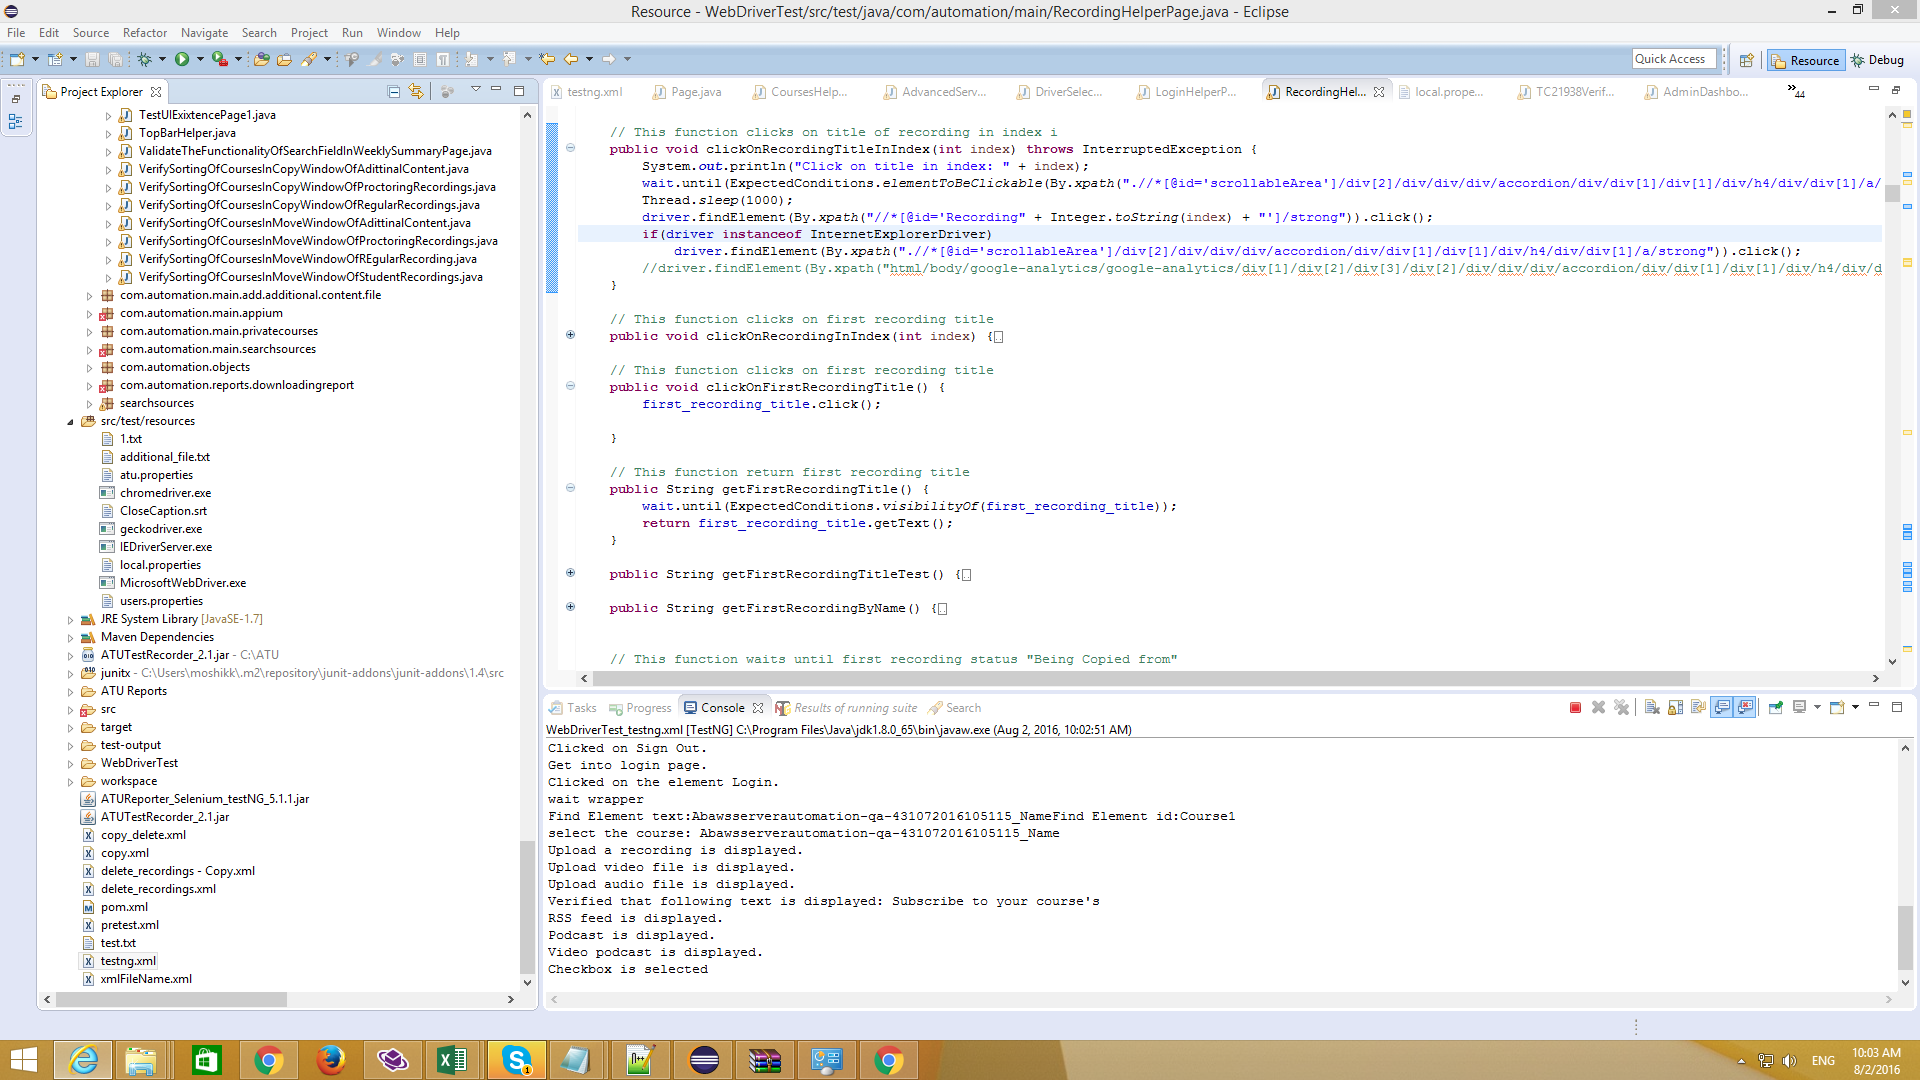 Resource - WebDriverTest/src/test/java/com/automation/main/RecordingHelperPage.java - Eclipse
File Edit Source Refactor Navigate Search Project Run Window Help
Quick Access
Resource
Debug
Project Explorer
TestUIExixtencePage1.java
TopBarHelper.java
ValidateTheFunctionalityOfSearchFieldInWeeklySummaryPage.java
VerifySortingOfCoursesInCopyWindowOfAdittinalContent.java
VerifySortingOfCoursesInCopyWindowOfProctoringRecordings.java
VerifySortingOfCoursesInCopyWindowOfRegularRecordings.java
VerifySortingOfCoursesInMoveWindowOfAdittinalContent.java
VerifySortingOfCoursesInMoveWindowOfProctoringRecordings.java
VerifySortingOfCoursesInMoveWindowOfREgularRecording.java
VerifySortingOfCoursesInMoveWindowOfStudentRecordings.java
com.automation.main.add.additional.content.file
com.automation.main.appium
com.automation.main.privatecourses
com.automation.main.searchsources
com.automation.objects
com.automation.reports.downloadingreport
searchsources
src/test/resources
1.txt
additional_file.txt
atu.properties
chromedriver.exe
CloseCaption.srt
geckodriver.exe
IEDriverServer.exe
local.properties
MicrosoftWebDriver.exe
users.properties
JRE System Library [JavaSE-1.7]
Maven Dependencies
ATUTestRecorder_2.1.jar - C:\ATU
junitx - C:\Users\moshikk\.m2\repository\junit-addons\junit-addons\1.4\src
ATU Reports
src
target
test-output
WebDriverTest
workspace
ATUReporter_Selenium_testNG_5.1.1.jar
ATUTestRecorder_2.1.jar
copy_delete.xml
copy.xml
delete_recordings - Copy.xml
delete_recordings.xml
pom.xml
pretest.xml
test.txt
testng.xml
xmlFileName.xml
testng.xml Page.java CoursesHelp... AdvancedServ... DriverSelec... LoginHelperP... RecordingHel... local.prope... TC21938Verif... AdminDashbo... »44
// This function clicks on title of recording in index i
public void clickOnRecordingTitleInIndex(int index) throws InterruptedException {
System.out.println("Click on title in index: " + index);
wait.until(ExpectedConditions.elementToBeClickable(By.xpath(".//*[@id='scrollableArea']/div[2]/div/div/div/accordion/div/div[1]/div[1]/div/h4/div/div[1]/a/
Thread.sleep(1000);
driver.findElement(By.xpath("//*[@id='Recording" + Integer.toString(index) + "']/strong")).click();
if(driver instanceof InternetExplorerDriver)
driver.findElement(By.xpath(".//*[@id='scrollableArea']/div[2]/div/div/div/accordion/div/div[1]/div[1]/div/h4/div/div[1]/a/strong")).click();
//driver.findElement(By.xpath("html/body/google-analytics/google-analytics/div[1]/div[2]/div[3]/div[2]/div/div/div/accordion/div/div[1]/div[1]/div/h4/div/d
}
// This function clicks on first recording title
public void clickOnRecordingInIndex(int index) {
// This function clicks on first recording title
public void clickOnFirstRecordingTitle() {
first_recording_title.click();
}
// This function return first recording title
public String getFirstRecordingTitle() {
wait.until(ExpectedConditions.visibilityOf(first_recording_title));
return first_recording_title.getText();
}
public String getFirstRecordingTitleTest() {
public String getFirstRecordingByName() {
// This function waits until first recording status "Being Copied from"
Tasks Progress Console Results of running suite Search
WebDriverTest_testng.xml [TestNG] C:\Program Files\Java\jdk1.8.0_65\bin\javaw.exe (Aug 2, 2016, 10:02:51 AM)
Clicked on Sign Out.
Get into login page.
Clicked on the element Login.
wait wrapper
Find Element text:Abawsserverautomation-qa-431072016105115_NameFind Element id:Course1
select the course: Abawsserverautomation-qa-431072016105115_Name
Upload a recording is displayed.
Upload video file is displayed.
Upload audio file is displayed.
Verified that following text is displayed: Subscribe to your course's
RSS feed is displayed.
Podcast is displayed.
Video podcast is displayed.
Checkbox is selected
ENG
10:03 AM
8/2/2016